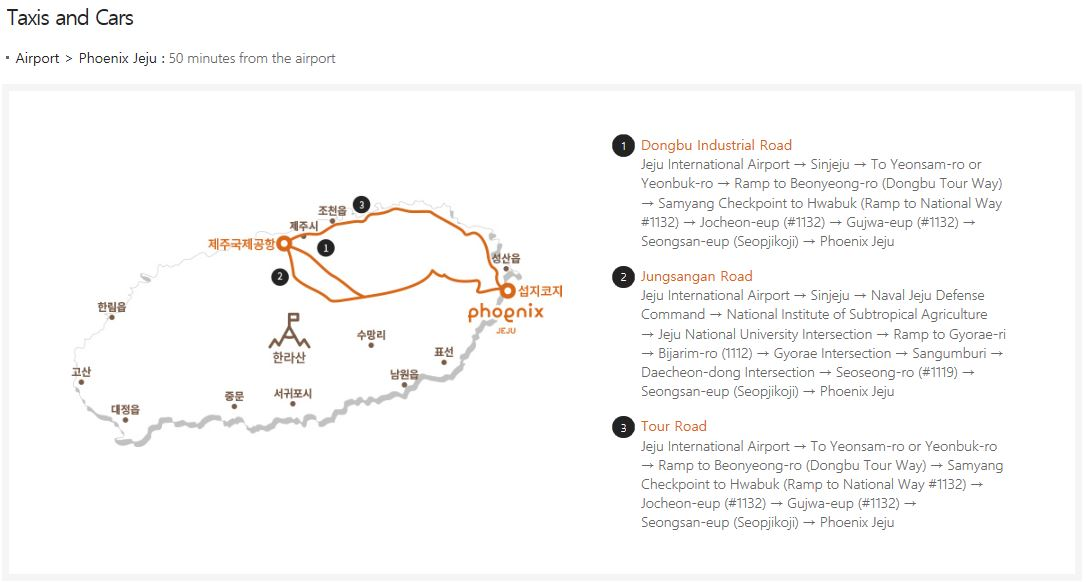 Taxis and Cars
• Airport > Phoenix Jeju : 50 minutes from the airport
3
조천읍
제주시
제주국제공항
1
2
성산읍
섭지코지
phoenix
JEJU
한림읍
한라산
수망리
표선
고산
남원읍
중문
서귀포시
대정읍
1 Dongbu Industrial Road
Jeju International Airport → Sinjeju → To Yeonsam-ro or
Yeonbuk-ro → Ramp to Beonyeong-ro (Dongbu Tour Way)
→ Samyang Checkpoint to Hwabuk (Ramp to National Way
#1132) → Jocheon-eup (#1132) → Gujwa-eup (#1132) →
Seongsan-eup (Seopjikoji) → Phoenix Jeju
2 Jungsangan Road
Jeju International Airport → Sinjeju → Naval Jeju Defense
Command → National Institute of Subtropical Agriculture
→ Jeju National University Intersection → Ramp to Gyorae-ri
→ Bijarim-ro (1112) → Gyorae Intersection → Sangumburi →
Daecheon-dong Intersection → Seoseong-ro (#1119) →
Seongsan-eup (Seopjikoji) → Phoenix Jeju
3 Tour Road
Jeju International Airport → To Yeonsam-ro or Yeonbuk-ro
→ Ramp to Beonyeong-ro (Dongbu Tour Way) → Samyang
Checkpoint to Hwabuk (Ramp to National Way #1132) →
Jocheon-eup (#1132) → Gujwa-eup (#1132) →
Seongsan-eup (Seopjikoji) → Phoenix Jeju